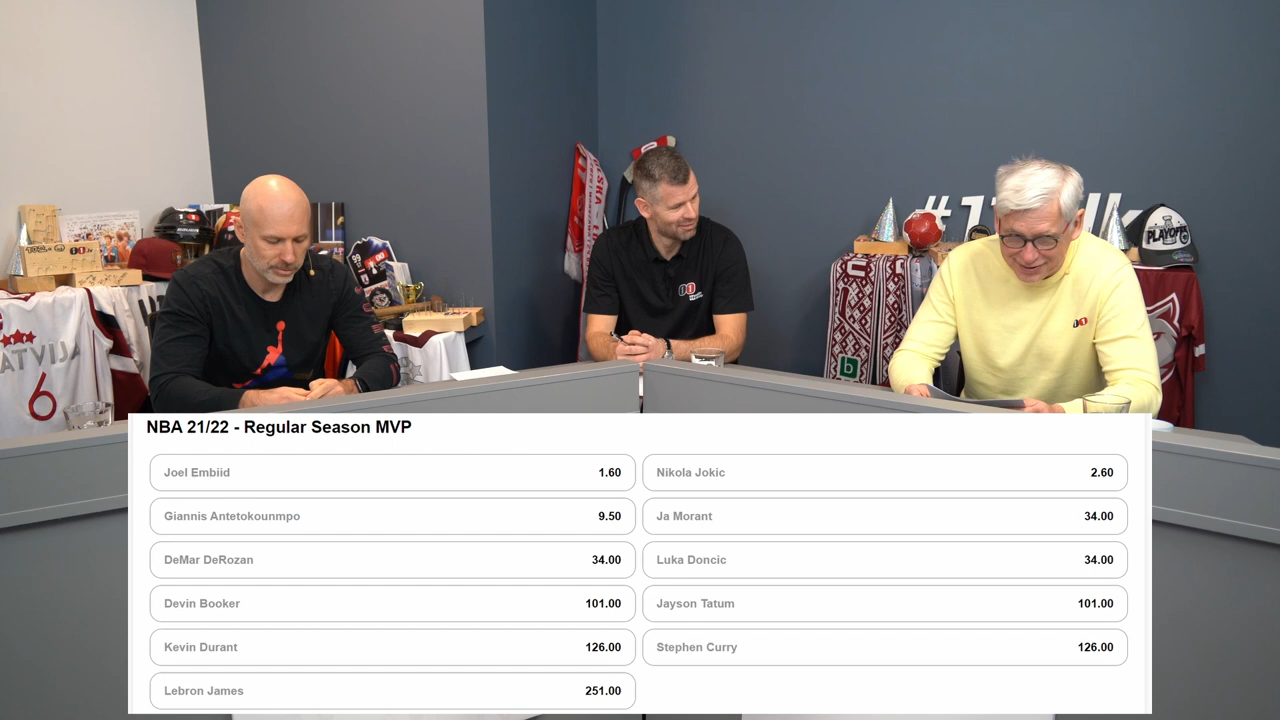 #11
LATVIJA
6
PLAYOFFS
11
NBA 21/22 - Regular Season MVP
Joel Embiid 1.60
Nikola Jokic 2.60
Giannis Antetokounmpo 9.50
Ja Morant 34.00
DeMar DeRozan 34.00
Luka Doncic 34.00
Devin Booker 101.00
Jayson Tatum 101.00
Kevin Durant 126.00
Stephen Curry 126.00
Lebron James 251.00